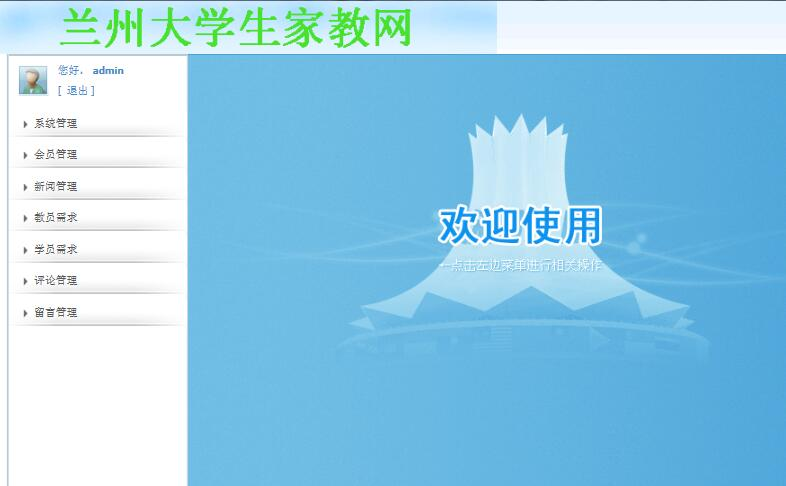 兰州大学生家教网
您好， admin
[ 退出 ]
系统管理
会员管理
新闻管理
教员需求
学员需求
评论管理
留言管理
欢迎使用
--点击左边菜单进行相关操作